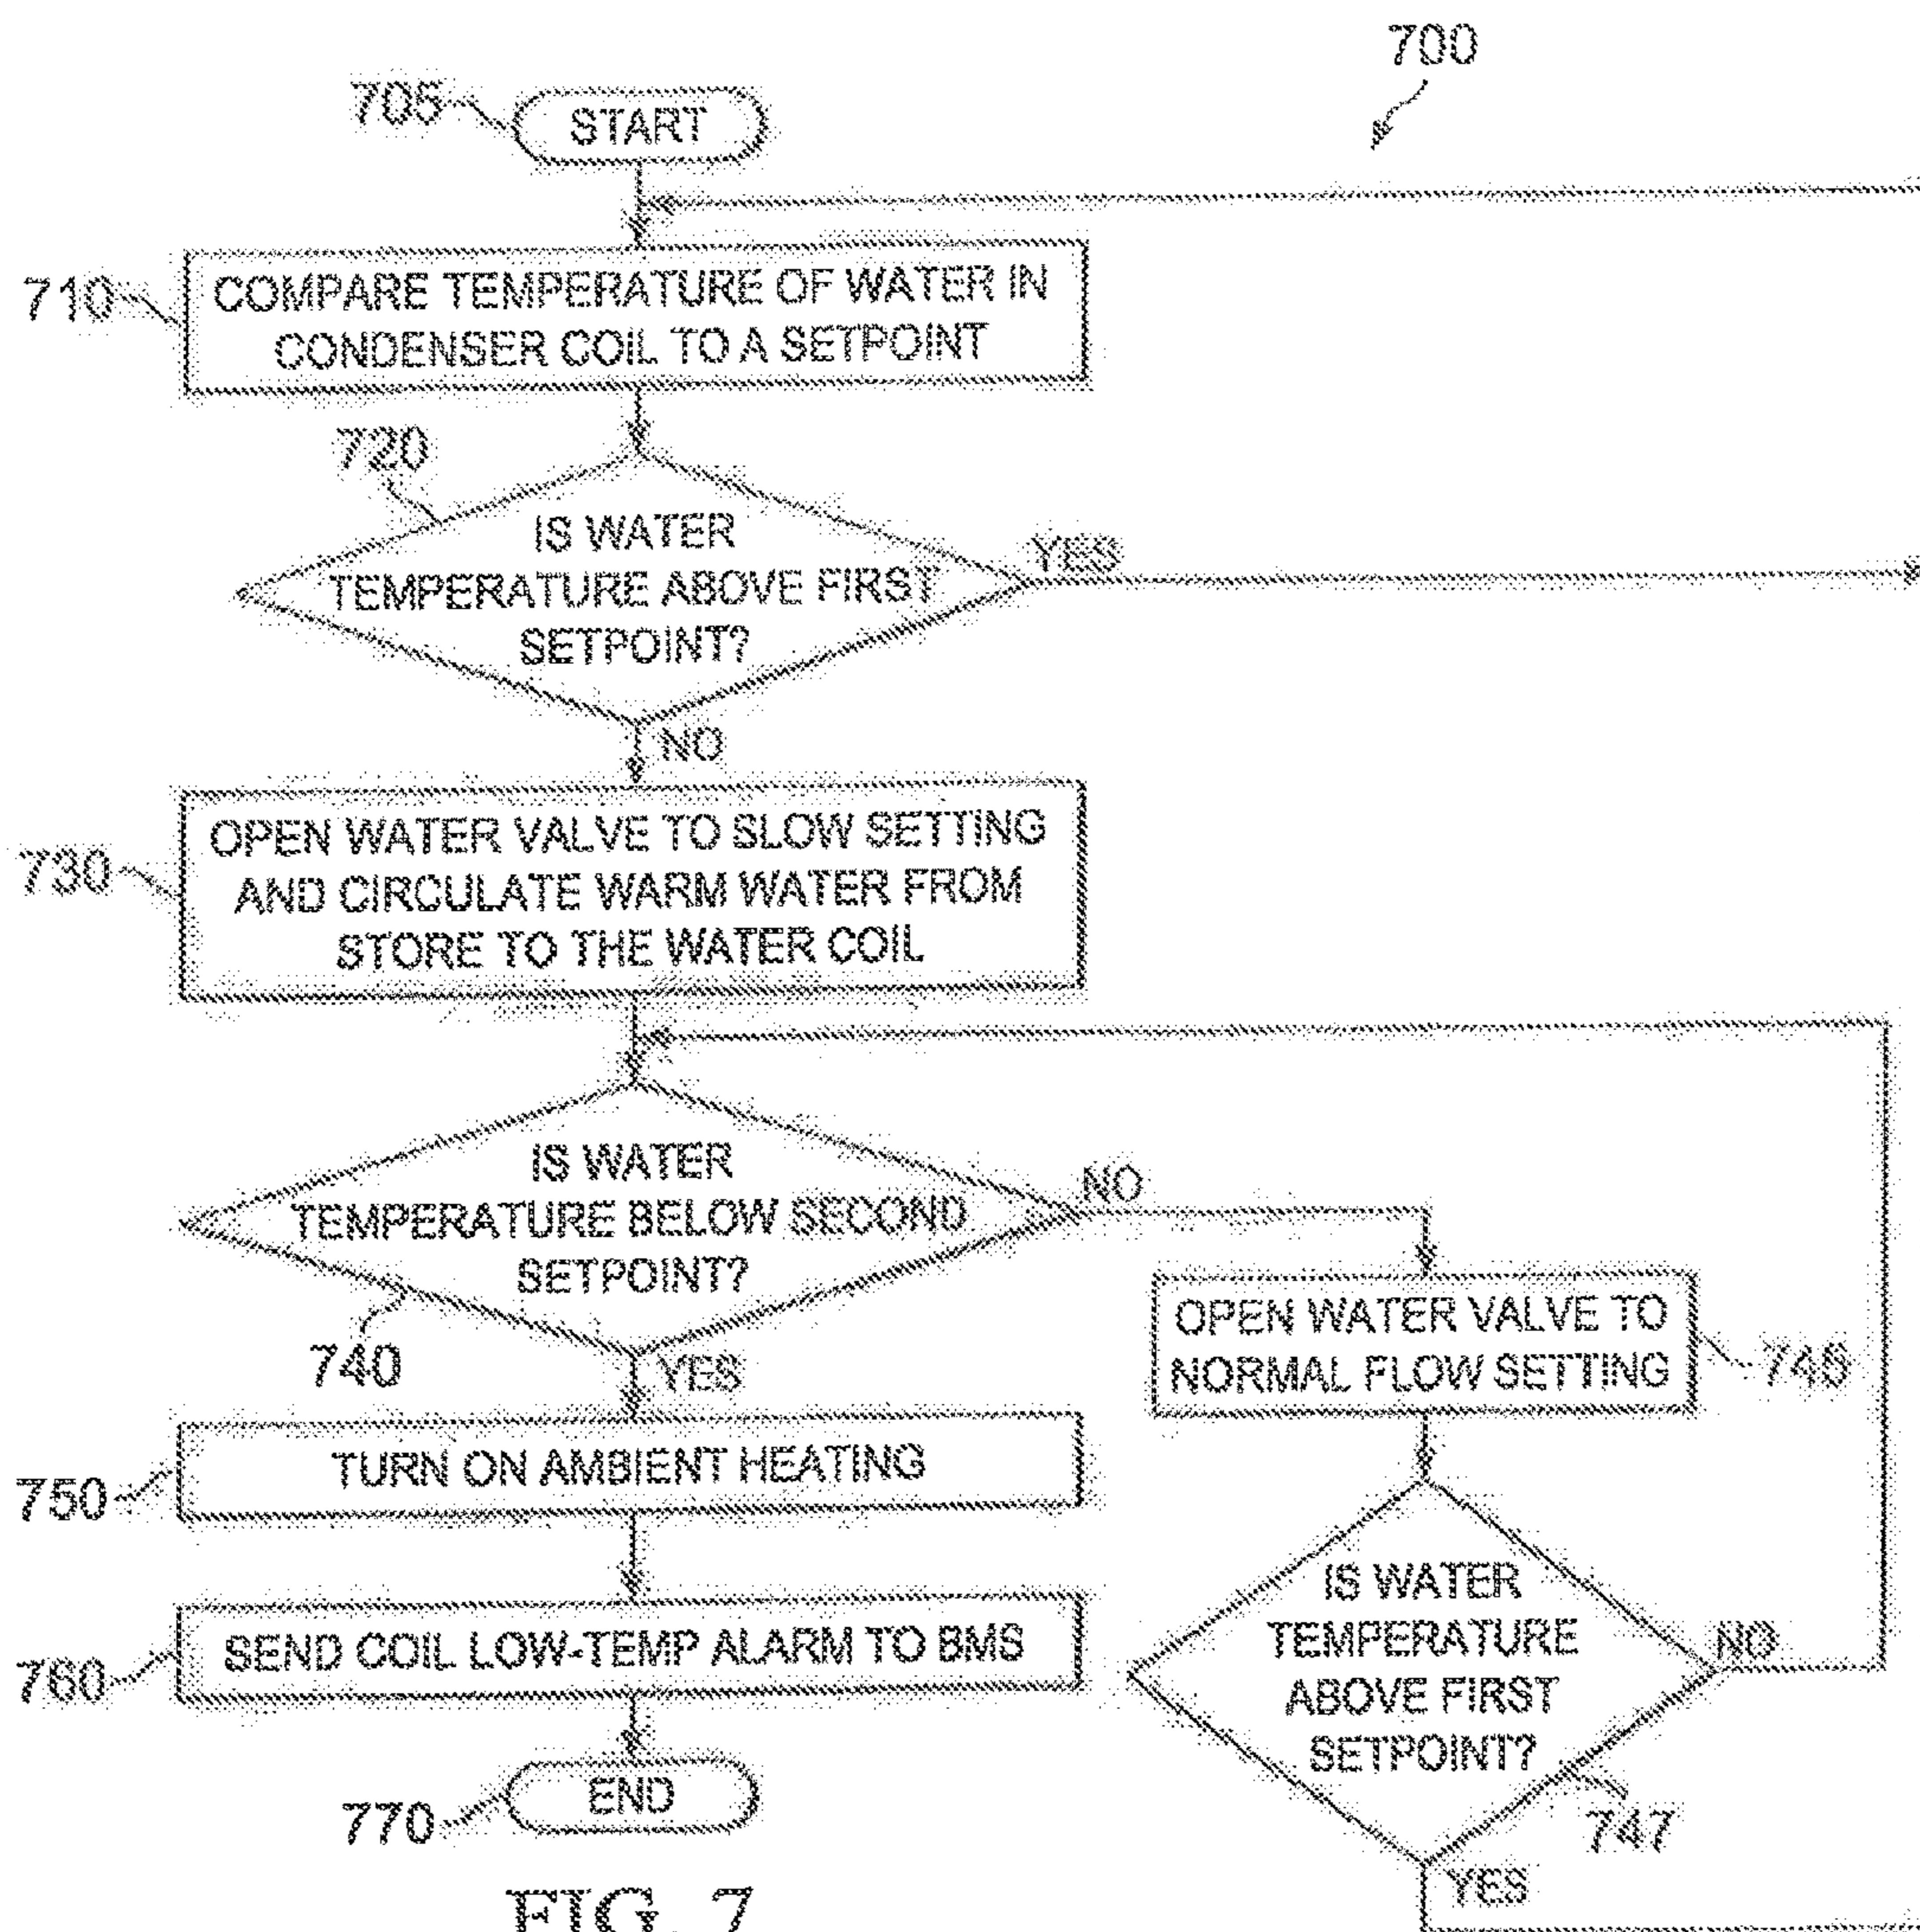 700
705
START
710
COMPARE TEMPERATURE OF WATER IN
CONDENSER COIL TO A SETPOINT
720
IS WATER
TEMPERATURE ABOVE FIRST
SETPOINT?
YES
NO
730
OPEN WATER VALVE TO SLOW SETTING
AND CIRCULATE WARM WATER FROM
STORE TO THE WATER COIL
IS WATER
TEMPERATURE BELOW SECOND
SETPOINT?
NO
740
YES
OPEN WATER VALVE TO
NORMAL FLOW SETTING
745
750
TURN ON AMBIENT HEATING
IS WATER
TEMPERATURE
ABOVE FIRST
SETPOINT?
NO
747
YES
760
SEND COIL LOW-TEMP ALARM TO BMS
770
END
FIG. 7